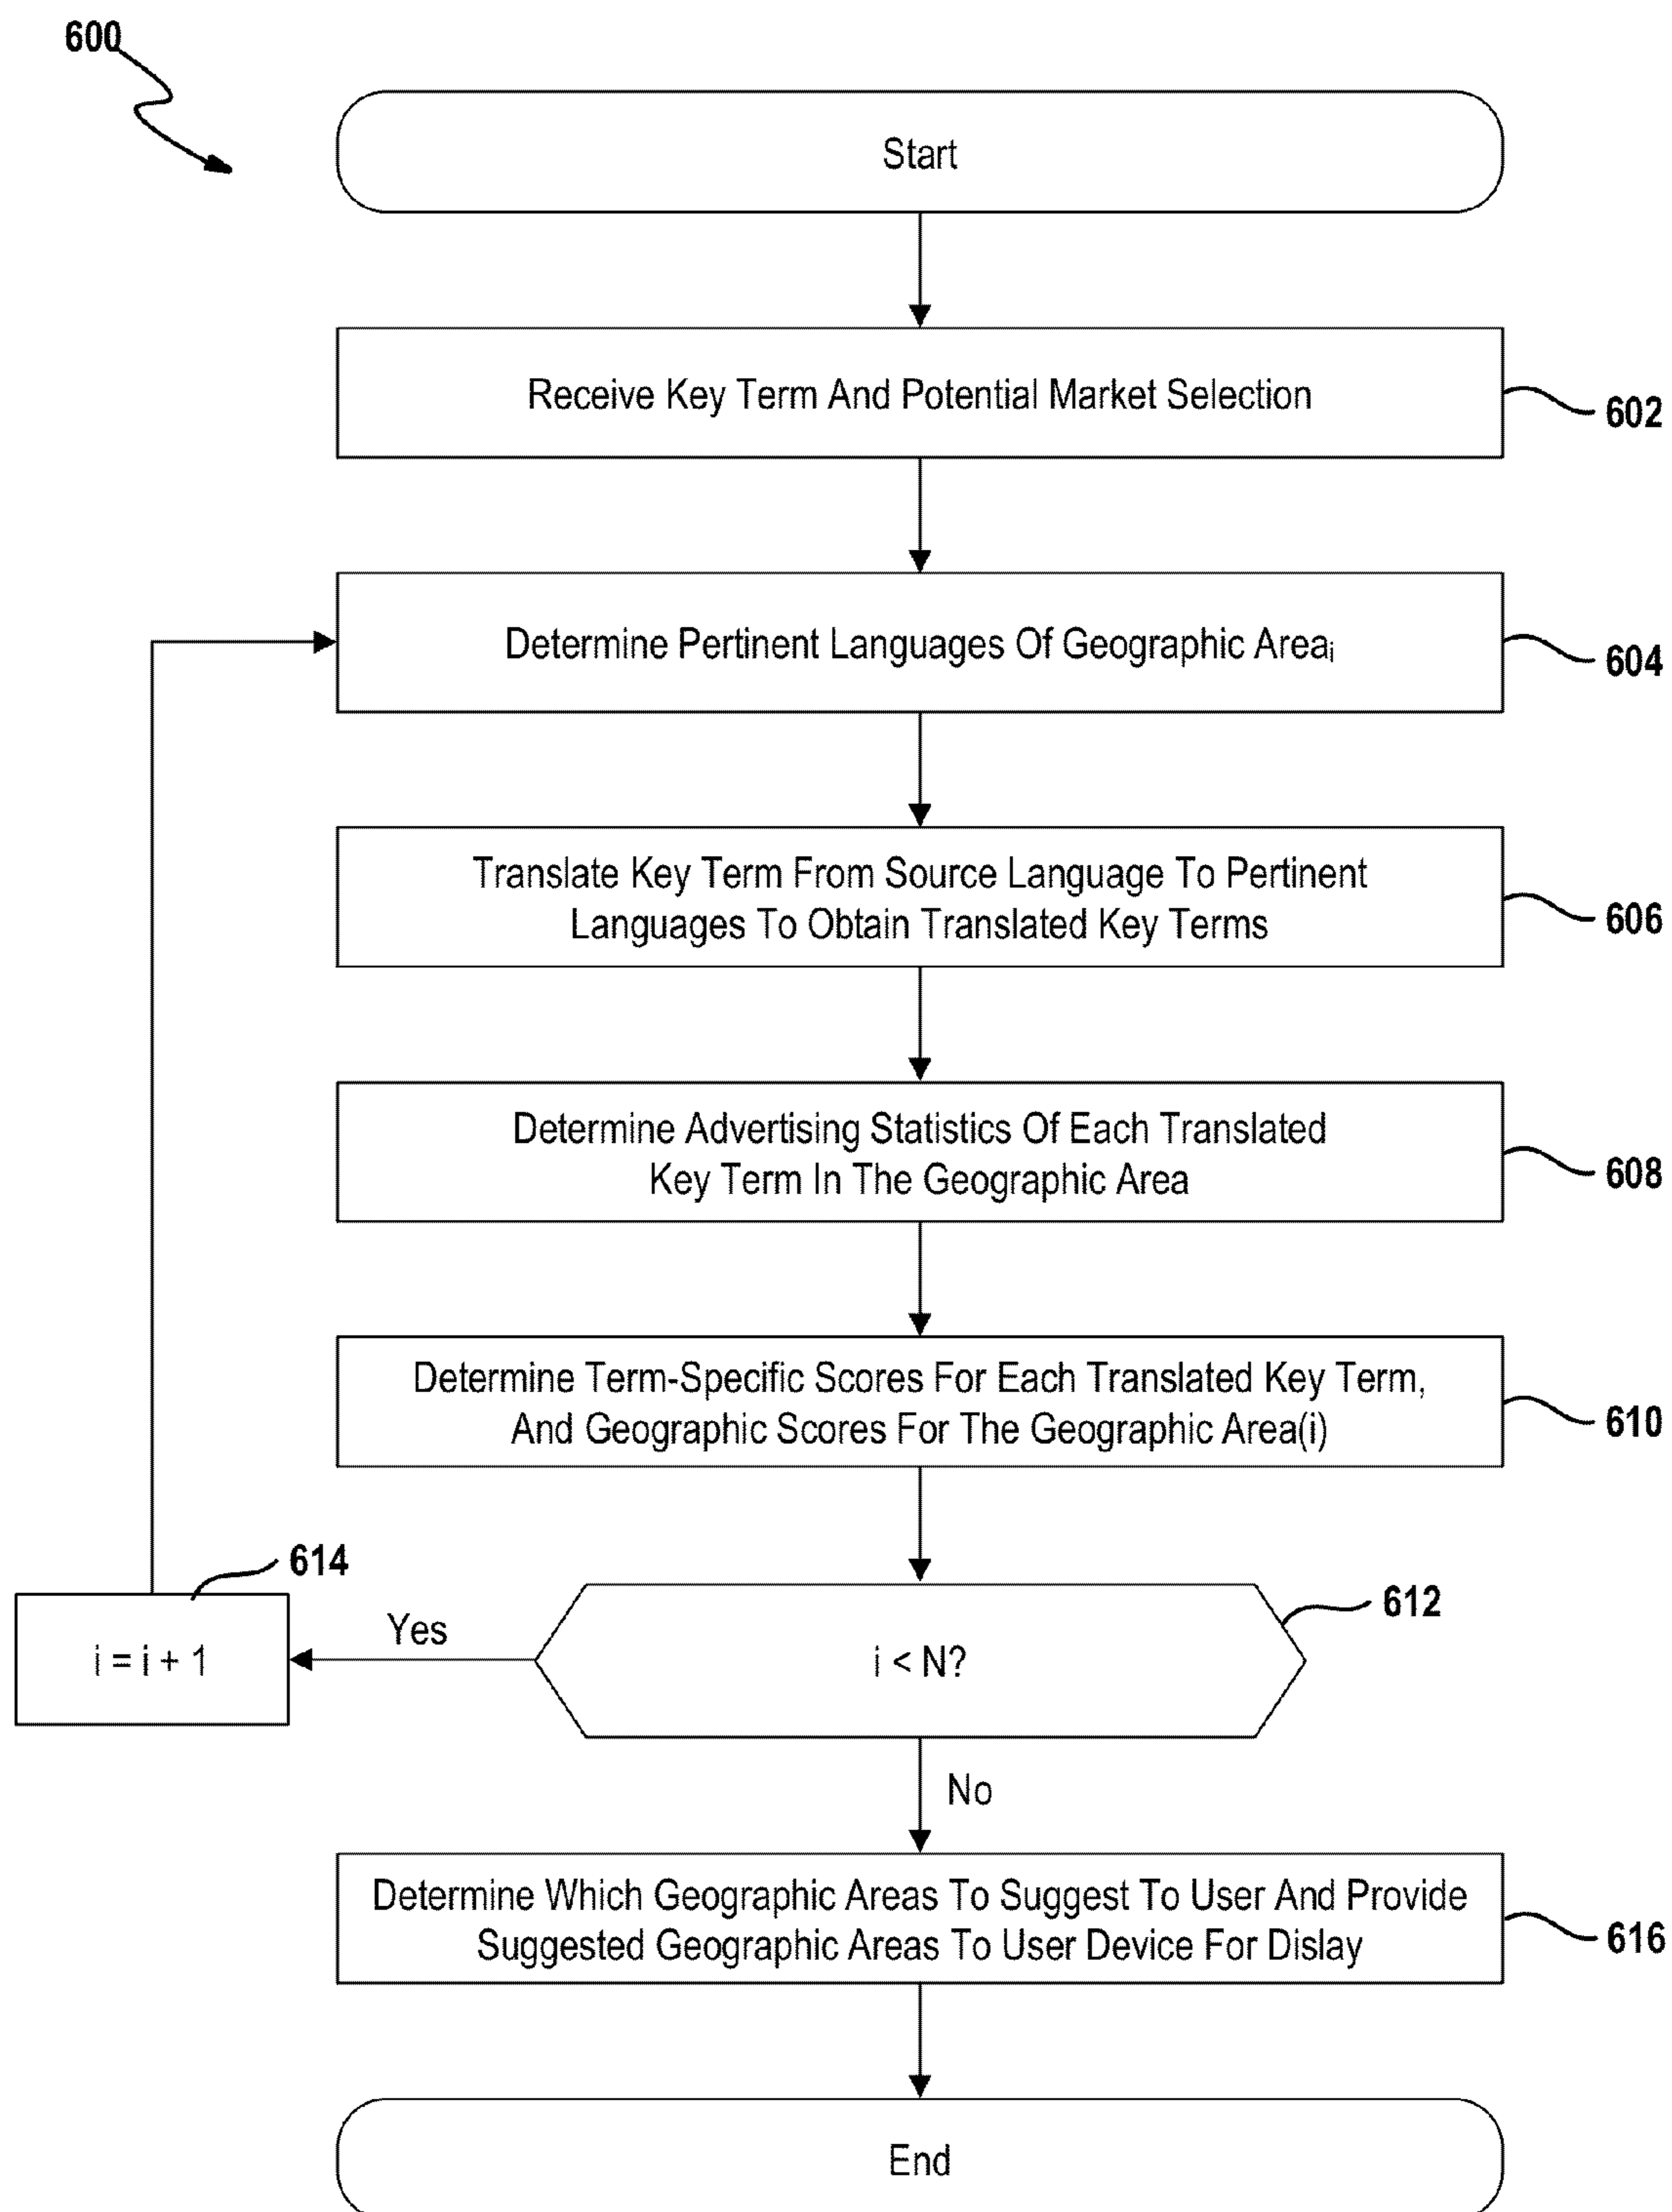 600
Start
Receive Key Term And Potential Market Selection
602
Determine Pertinent Languages Of Geographic Areaᵢ
604
Translate Key Term From Source Language To Pertinent
Languages To Obtain Translated Key Terms
606
Determine Advertising Statistics Of Each Translated
Key Term In The Geographic Area
608
Determine Term-Specific Scores For Each Translated Key Term,
And Geographic Scores For The Geographic Area(i)
610
614
i = i + 1
Yes
612
i < N?
No
Determine Which Geographic Areas To Suggest To User And Provide
Suggested Geographic Areas To User Device For Dislay
616
End